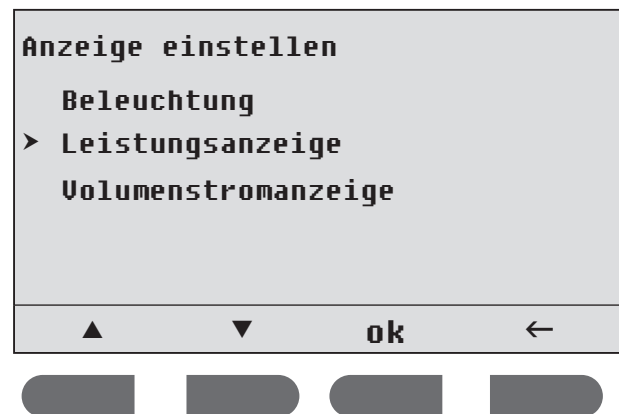 Anzeige einstellen
Beleuchtung
➤ Leistungsanzeige
Volumenstromanzeige
▲ ▼ ok ←